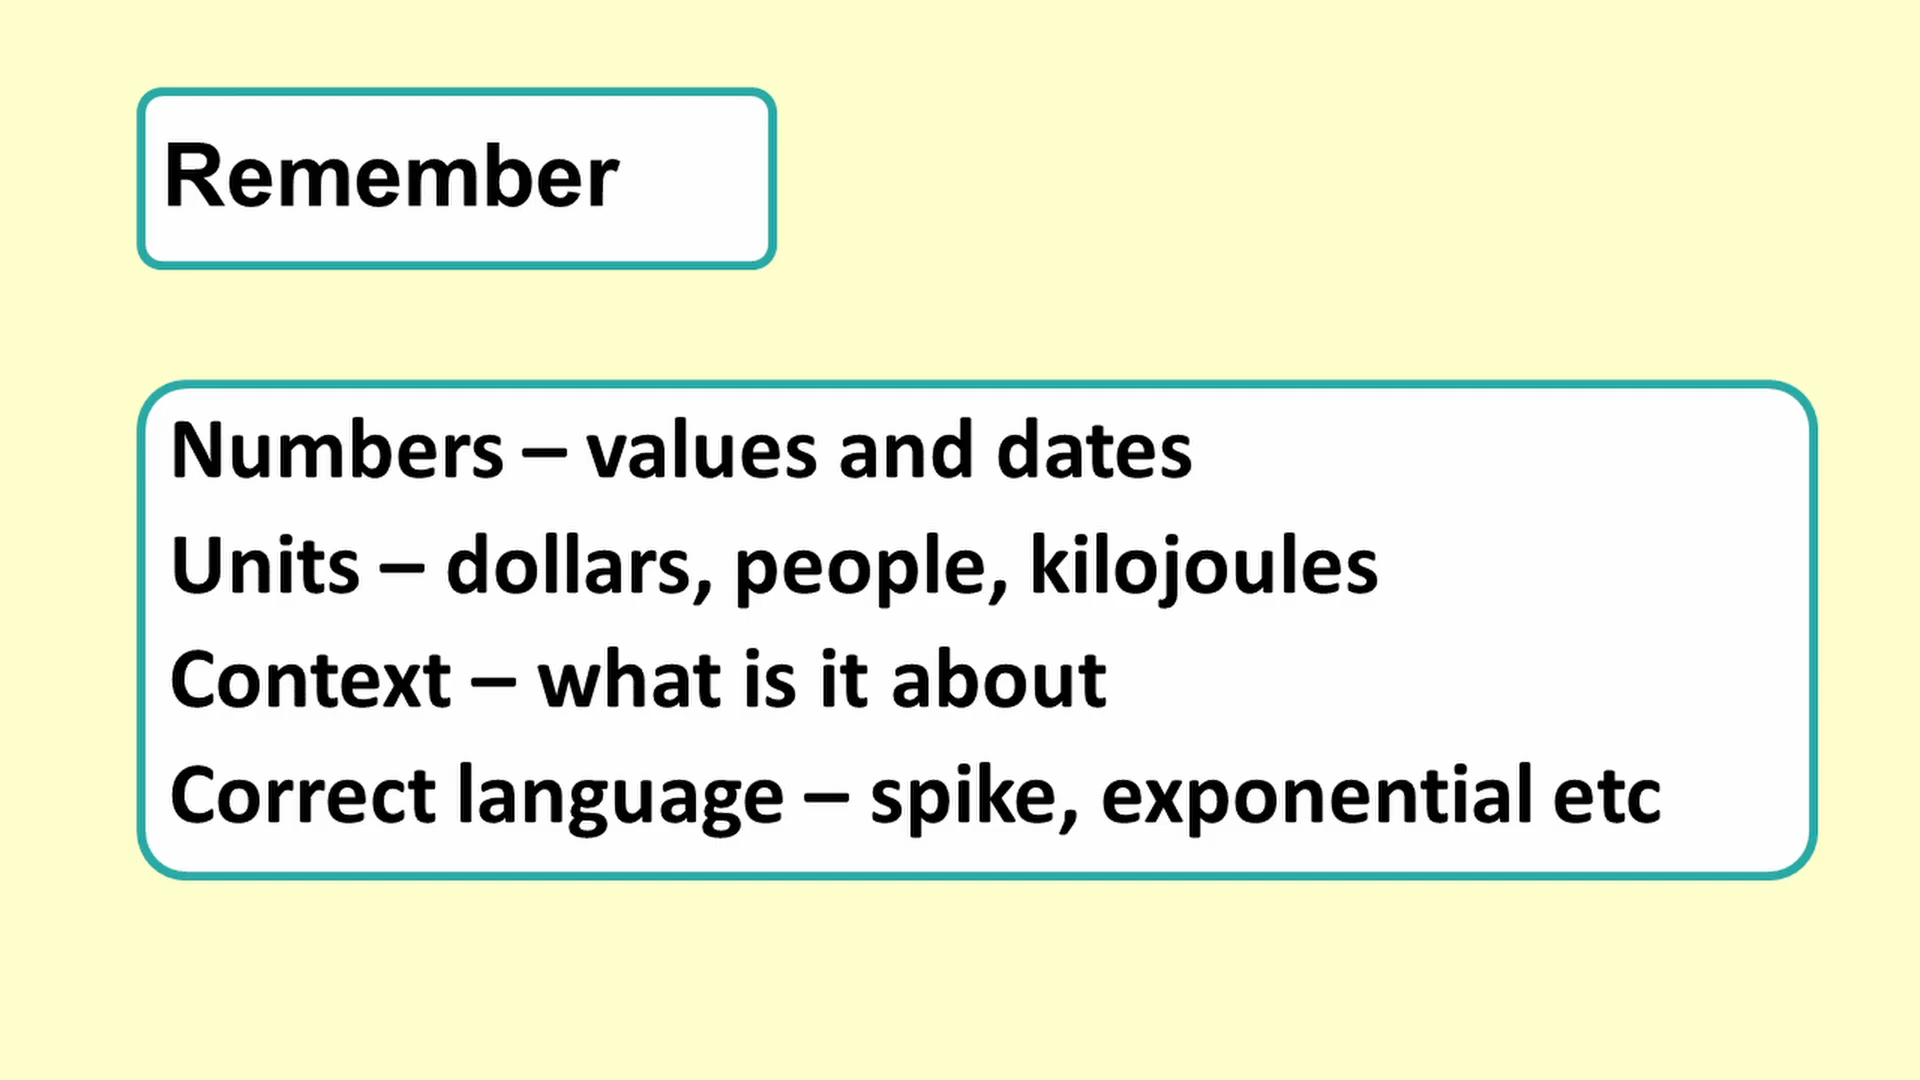 Remember
Numbers – values and dates
Units – dollars, people, kilojoules
Context – what is it about
Correct language – spike, exponential etc